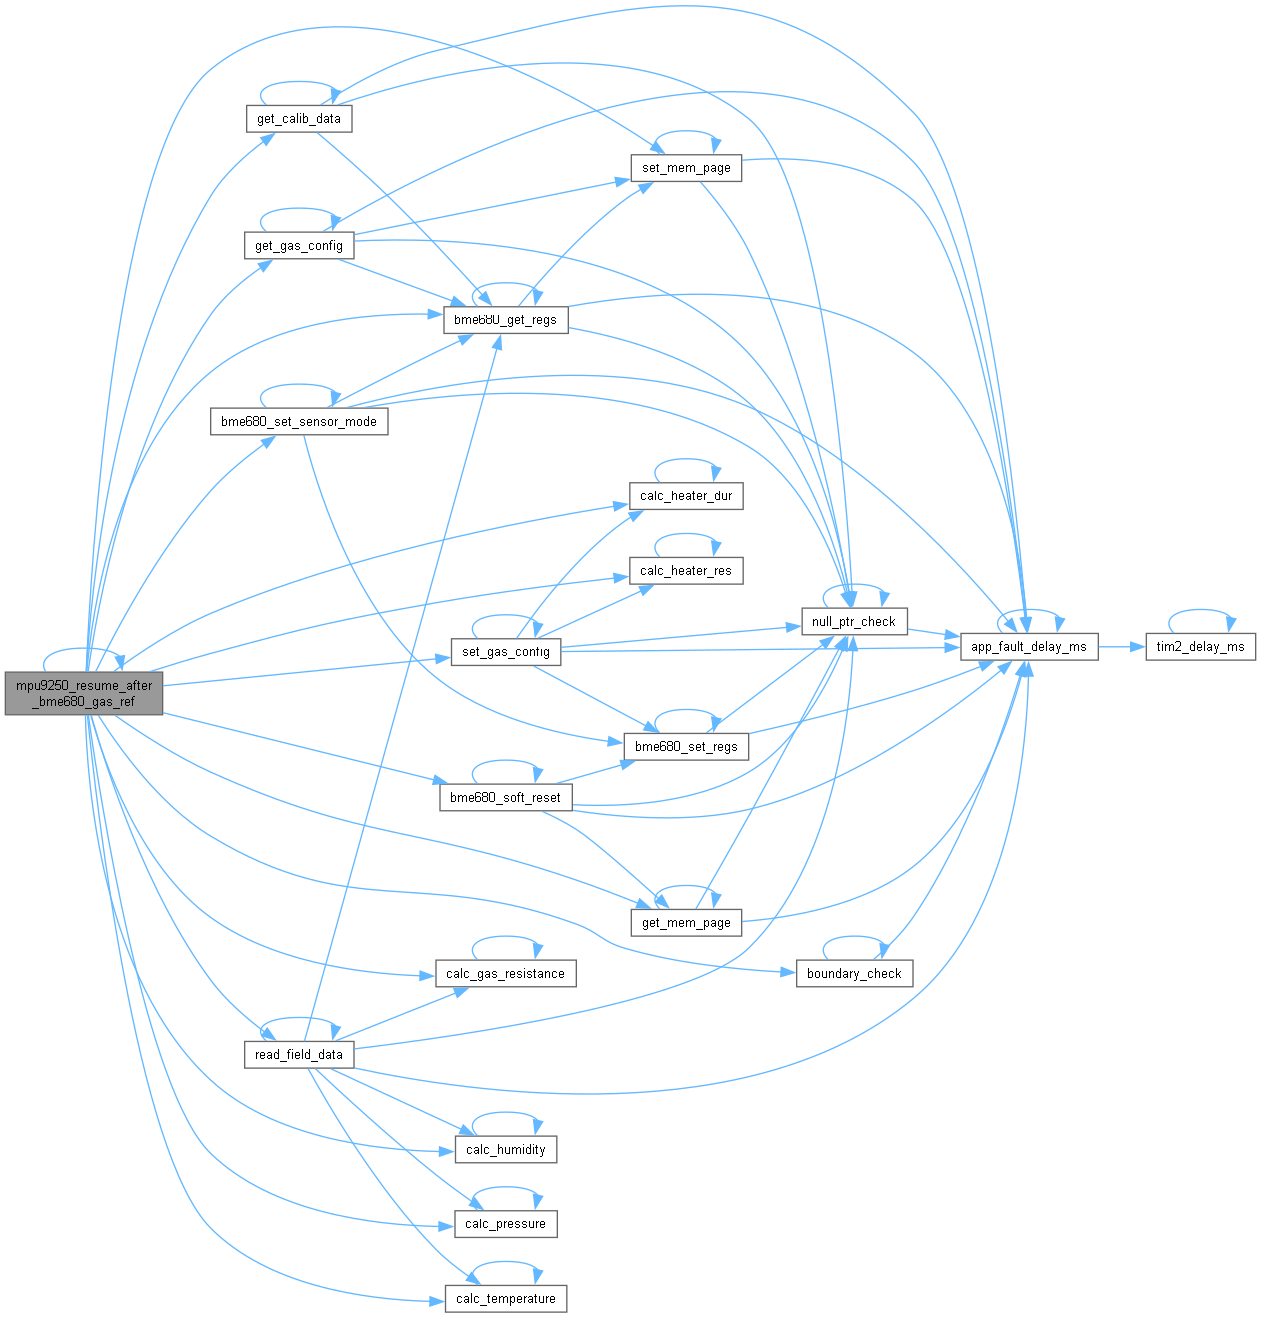 get_calib_data
set_mem_page
get_gas_config
bme680_get_regs
bme680_set_sensor_mode
calc_heater_dur
calc_heater_res
null_ptr_check
set_gas_config
app_fault_delay_ms
tim2_delay_ms
mpu9250_resume_after
_bme680_gas_ref
bme680_set_regs
bme680_soft_reset
get_mem_page
calc_gas_resistance
boundary_check
read_field_data
calc_humidity
calc_pressure
calc_temperature